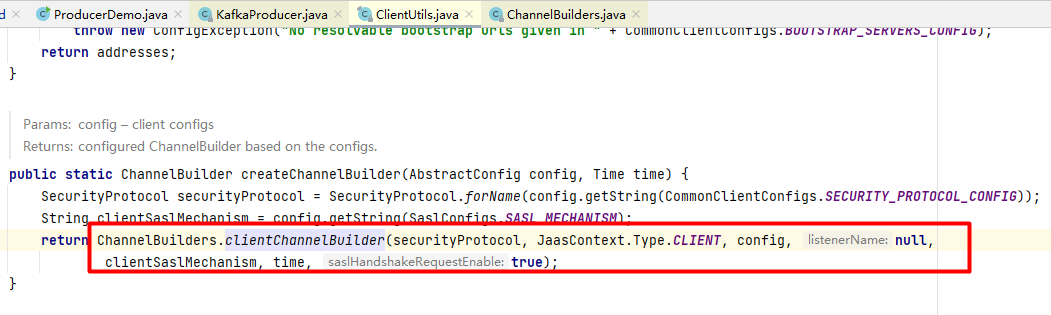 d ProducerDemo.java × KafkaProducer.java × ClientUtils.java × ChannelBuilders.java ×
throw new ConfigException("No resolvable bootstrap urls given in " + CommonClientConfigs.BOOTSTRAP_SERVERS_CONFIG);
return addresses;
}
Params: config – client configs
Returns: configured ChannelBuilder based on the configs.
public static ChannelBuilder createChannelBuilder(AbstractConfig config, Time time) {
SecurityProtocol securityProtocol = SecurityProtocol.forName(config.getString(CommonClientConfigs.SECURITY_PROTOCOL_CONFIG));
String clientSaslMechanism = config.getString(SaslConfigs.SASL_MECHANISM);
return ChannelBuilders.clientChannelBuilder(securityProtocol, JaasContext.Type.CLIENT, config, listenerName: null,
clientSaslMechanism, time, saslHandshakeRequestEnable: true);
}